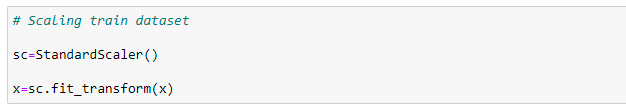 # Scaling train dataset
sc=StandardScaler()
x=sc.fit_transform(x)